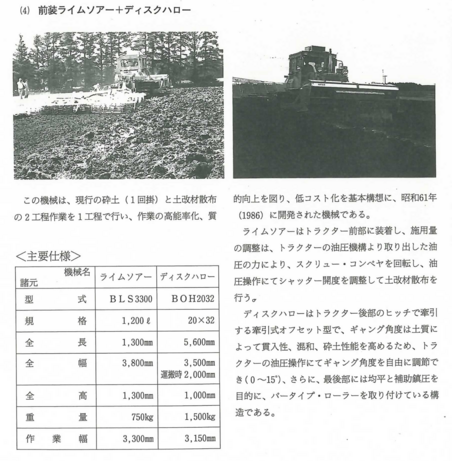 (4) 前装ライムソアー＋ディスクハロー
この機械は、現行の砕土（1回掛）と土改材散布
の2工程作業を1工程で行い、作業の高能率化、質
的向上を図り、低コスト化を基本構想に、昭和61年
（1986）に開発された機械である。
ライムソアーはトラクター前部に装着し、施用量
の調整は、トラクターの油圧機構より取り出した油
圧の力により、スクリュー・コンベヤを回転し、油
圧操作にてシャッター開度を調整して土改材散布を
行う。
ディスクハローはトラクター後部のヒッチで牽引
する牽引式オフセット型で、ギャング角度は土質に
よって貫入性、混和、砕土性能を高めるため、トラ
クターの油圧操作にてギャング角度を自由に調節で
き(0～15°)、さらに、最後部には均平と補助鎮圧を
目的に、バータイプ・ローラーを取り付けている構
造である。
＜主要仕様＞
諸元 機械名 ライムソアー ディスクハロー
型式 BLS3300 BOH2032
規格 1,200ℓ 20×32
全長 1,300mm 5,600mm
全幅 3,800mm 3,500mm
運搬時2,000mm
全高 1,300mm 1,000mm
重量 750kg 1,500kg
作業幅 3,300mm 3,150mm